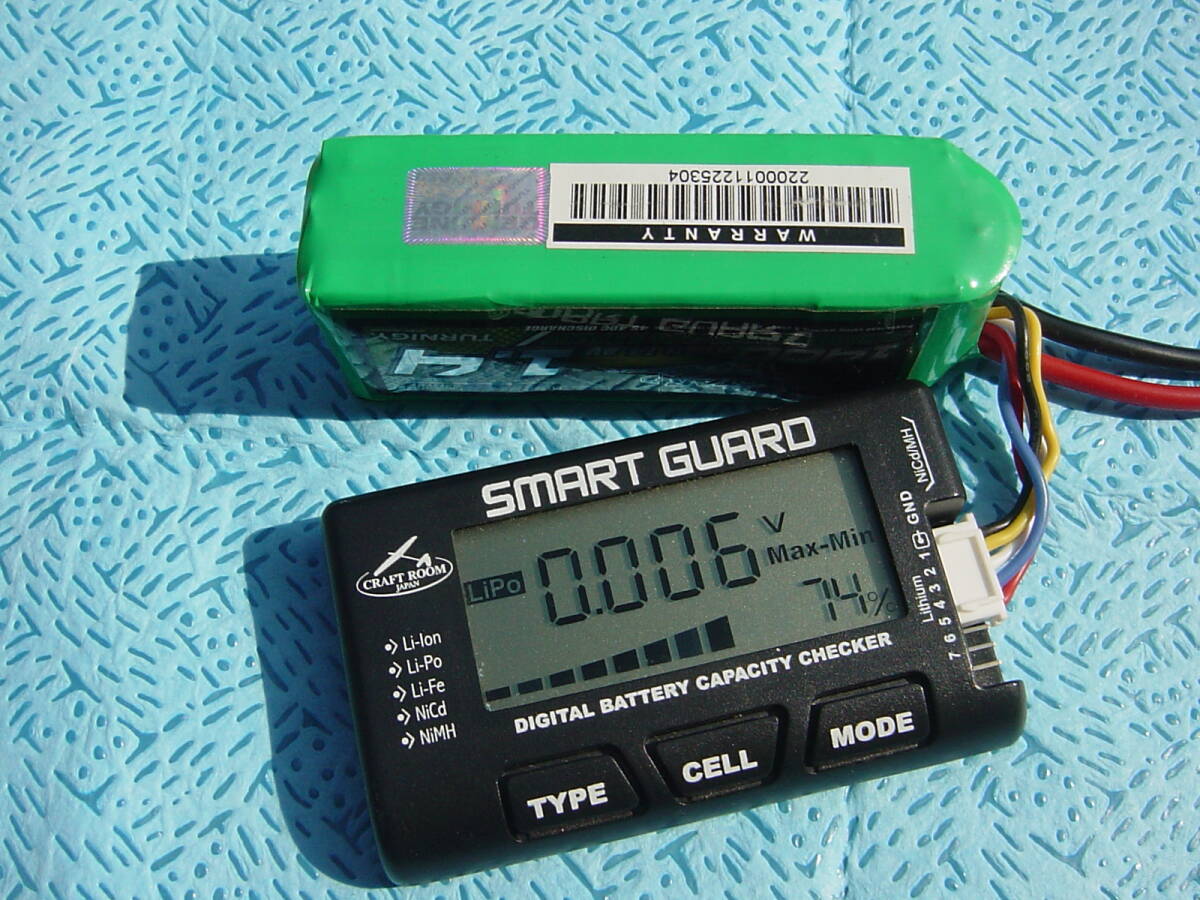 2200011225304
WARRANTY
TURNIGY
SMART GUARD
NiCd/MH
CRAFT ROOM
JAPAN
LiPo
0.006 V
Max-Min
74%
Lithium
7 6 5 4 3 2 1 GND
Li-Ion
Li-Po
Li-Fe
NiCd
NiMH
DIGITAL BATTERY CAPACITY CHECKER
TYPE
CELL
MODE